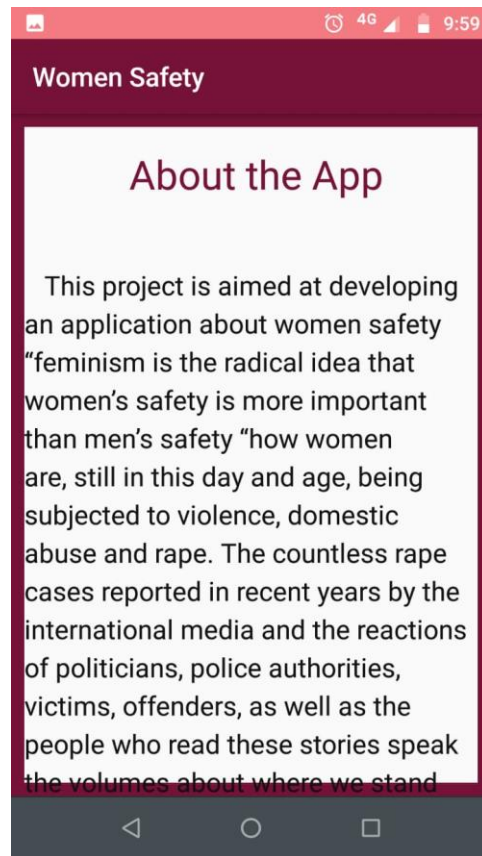 4G 9:59
Women Safety
About the App
This project is aimed at developing
an application about women safety
“feminism is the radical idea that
women’s safety is more important
than men’s safety “how women
are, still in this day and age, being
subjected to violence, domestic
abuse and rape. The countless rape
cases reported in recent years by the
international media and the reactions
of politicians, police authorities,
victims, offenders, as well as the
people who read these stories speak
the volumes about where we stand